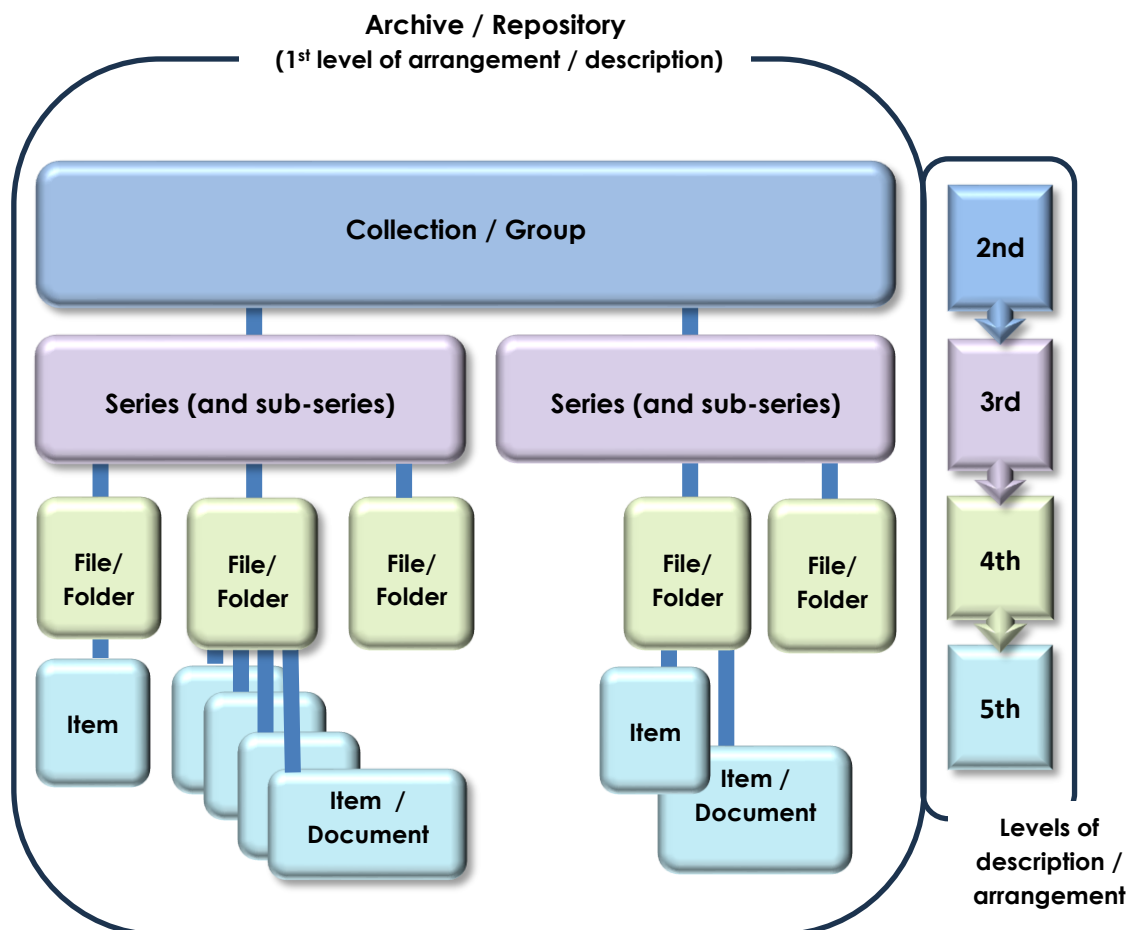 Archive / Repository
(1st level of arrangement / description)
Collection / Group
2nd
Series (and sub-series)
Series (and sub-series)
3rd
File/
Folder
File/
Folder
File/
Folder
File/
Folder
File/
Folder
4th
Item
Item /
Document
Item
Item /
Document
5th
Levels of
description /
arrangement